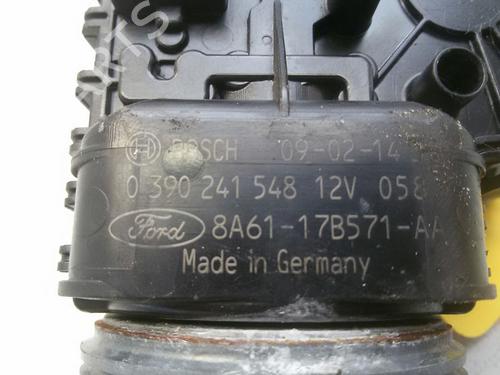 BOSCH 09-02-14
0 390 241 548 12V 058
Ford 8A61-17B571-AA
Made in Germany